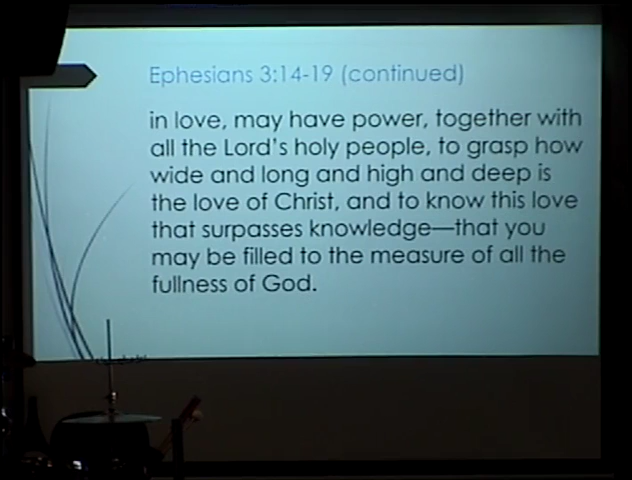 Ephesians 3:14-19 (continued)
in love, may have power, together with
all the Lord's holy people, to grasp how
wide and long and high and deep is
the love of Christ, and to know this love
that surpasses knowledge—that you
may be filled to the measure of all the
fullness of God.